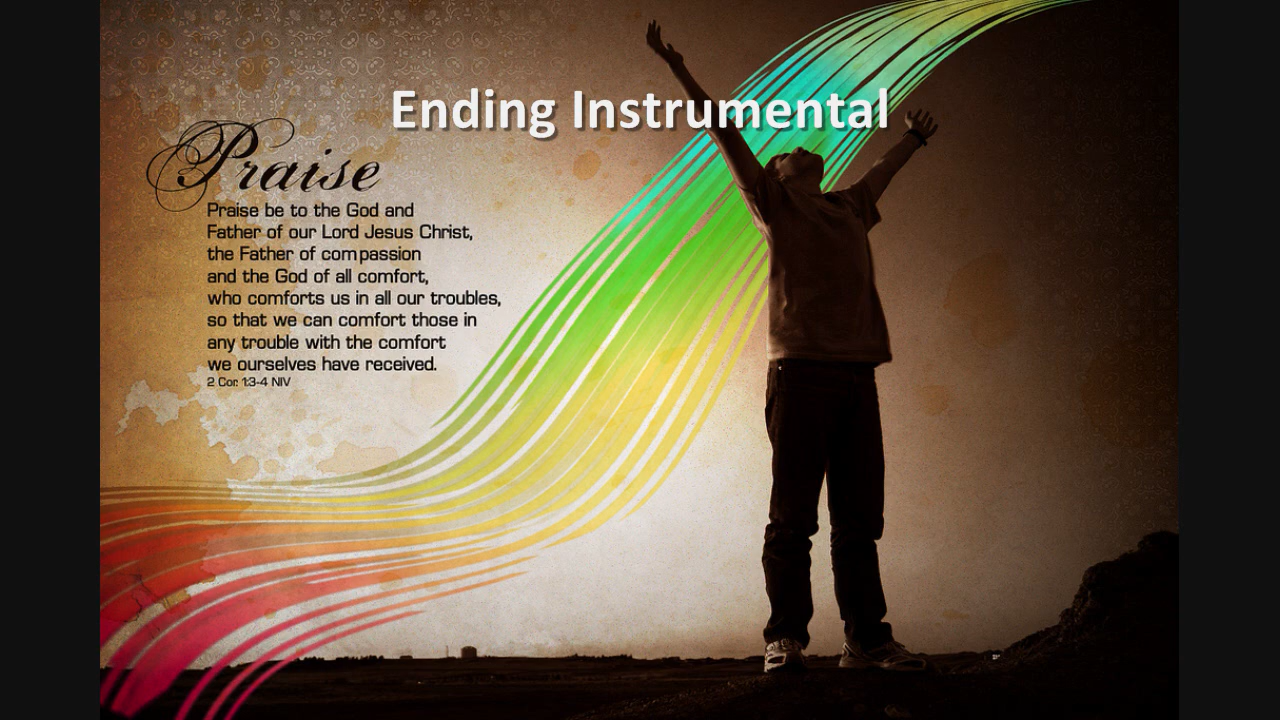 Ending Instrumental
Praise
Praise be to the God and
Father of our Lord Jesus Christ,
the Father of compassion
and the God of all comfort,
who comforts us in all our troubles,
so that we can comfort those in
any trouble with the comfort
we ourselves have received.
2 Cor. 1:3-4 NIV